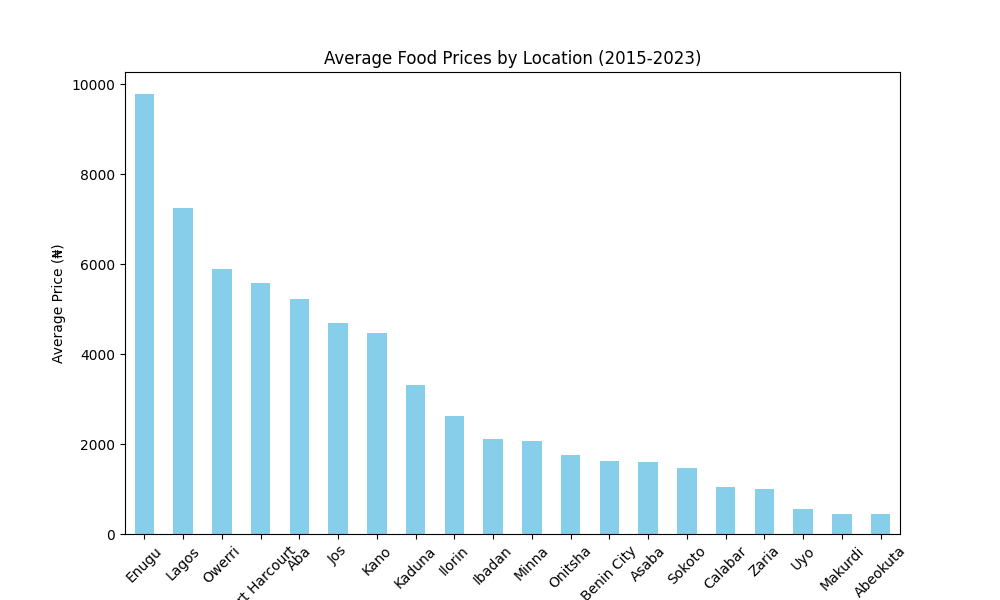 Average Food Prices by Location (2015-2023)
Average Price (₦)
10000
8000
6000
4000
2000
0
Enugu
Lagos
Owerri
rt Harcourt
Aba
Jos
Kano
Kaduna
Ilorin
Ibadan
Minna
Onitsha
Benin City
Asaba
Sokoto
Calabar
Zaria
Uyo
Makurdi
Abeokuta